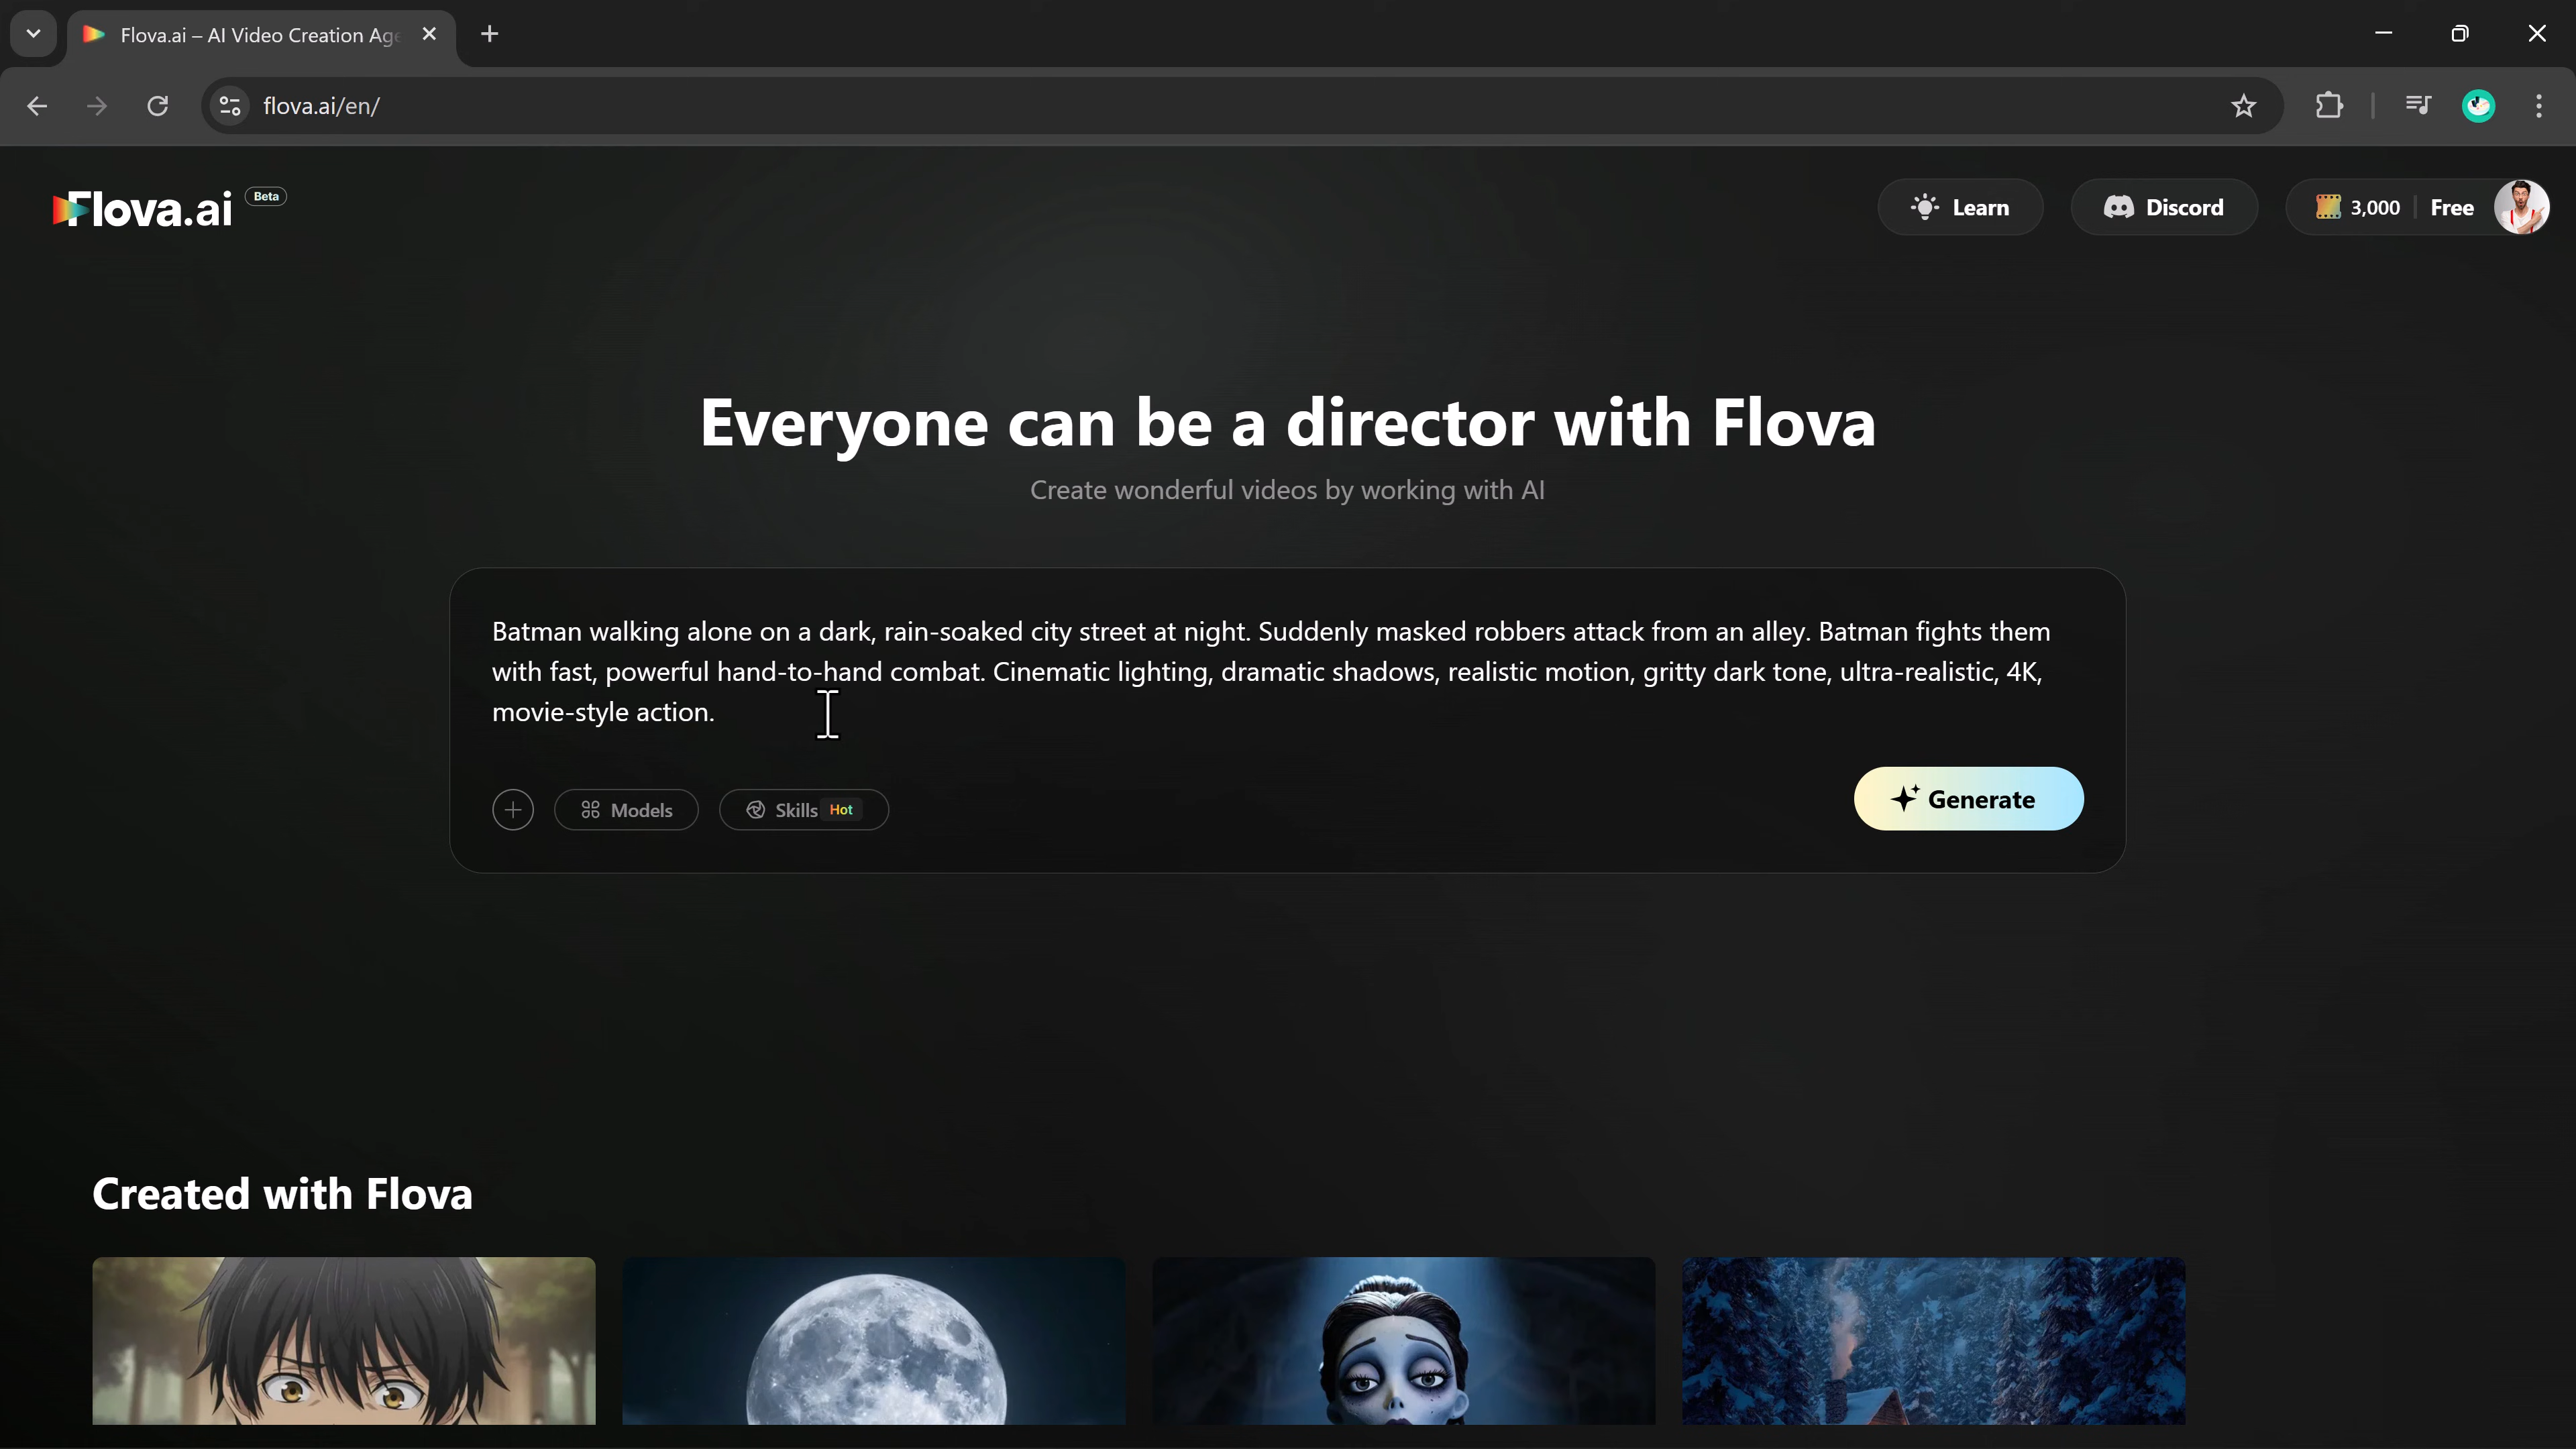 Flova.ai – AI Video Creation Age
flova.ai/en/
Flova.ai Beta
Learn
Discord
3,000 Free
Everyone can be a director with Flova
Create wonderful videos by working with AI
Batman walking alone on a dark, rain-soaked city street at night. Suddenly masked robbers attack from an alley. Batman fights them
with fast, powerful hand-to-hand combat. Cinematic lighting, dramatic shadows, realistic motion, gritty dark tone, ultra-realistic, 4K,
movie-style action.
Models
Skills Hot
Generate
Created with Flova